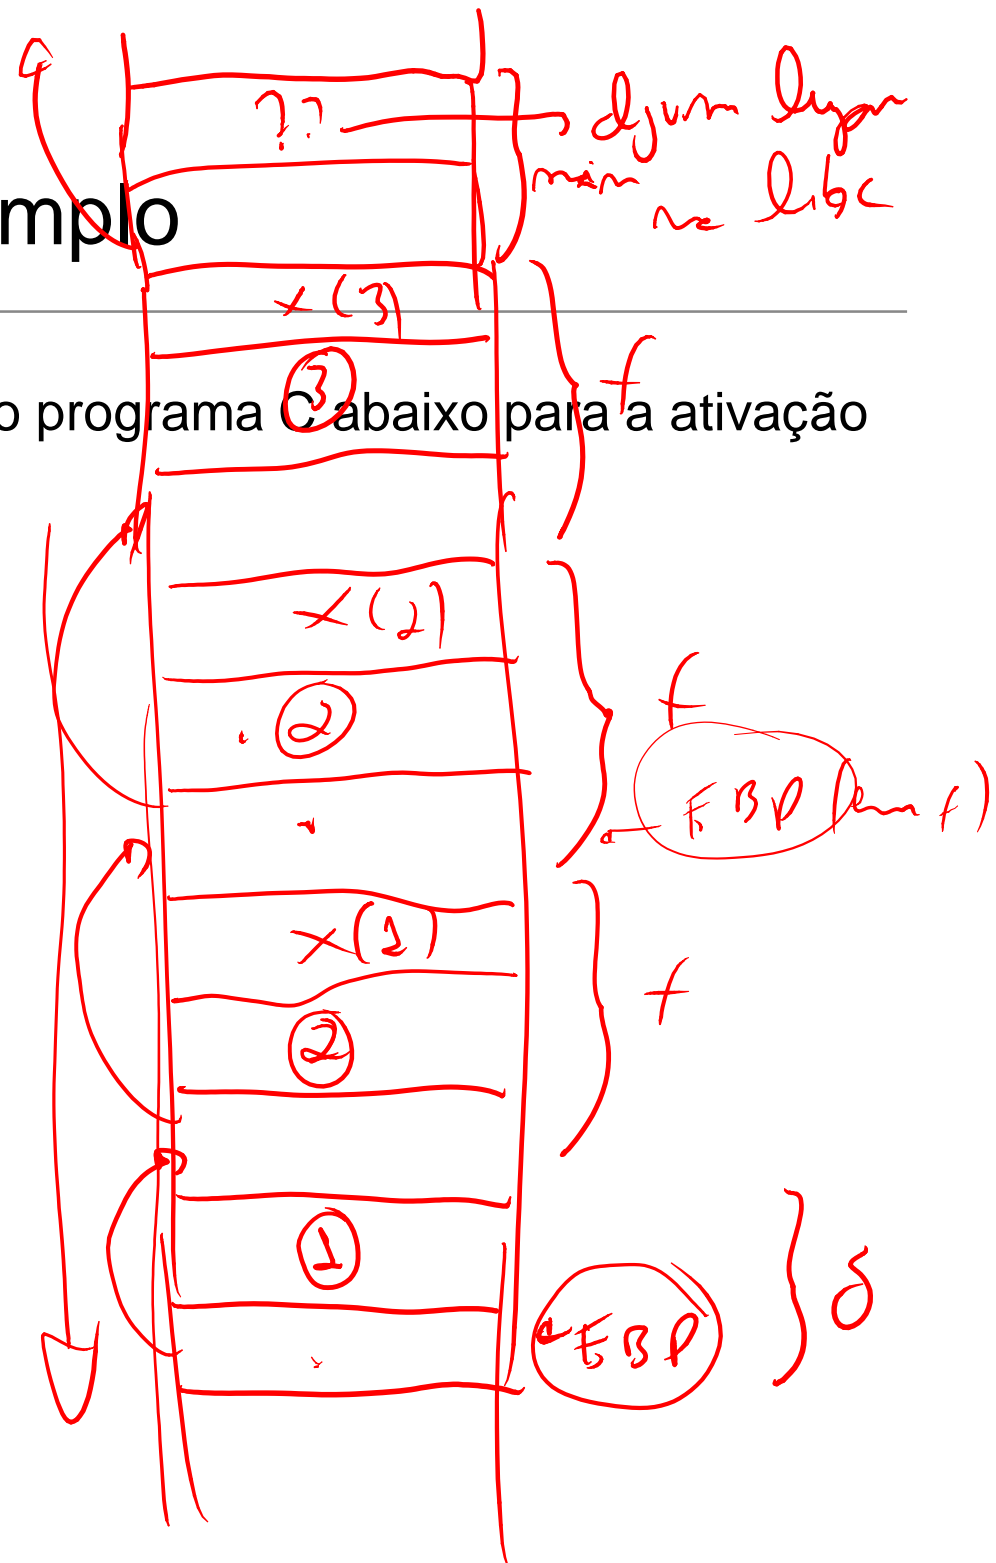 ?? algum lugar
main na libc
mplo
x(3)
f
3
o programa C abaixo para a ativação
x(2)
f
2
EBP (em f)
x(1)
f
2
1
EBP